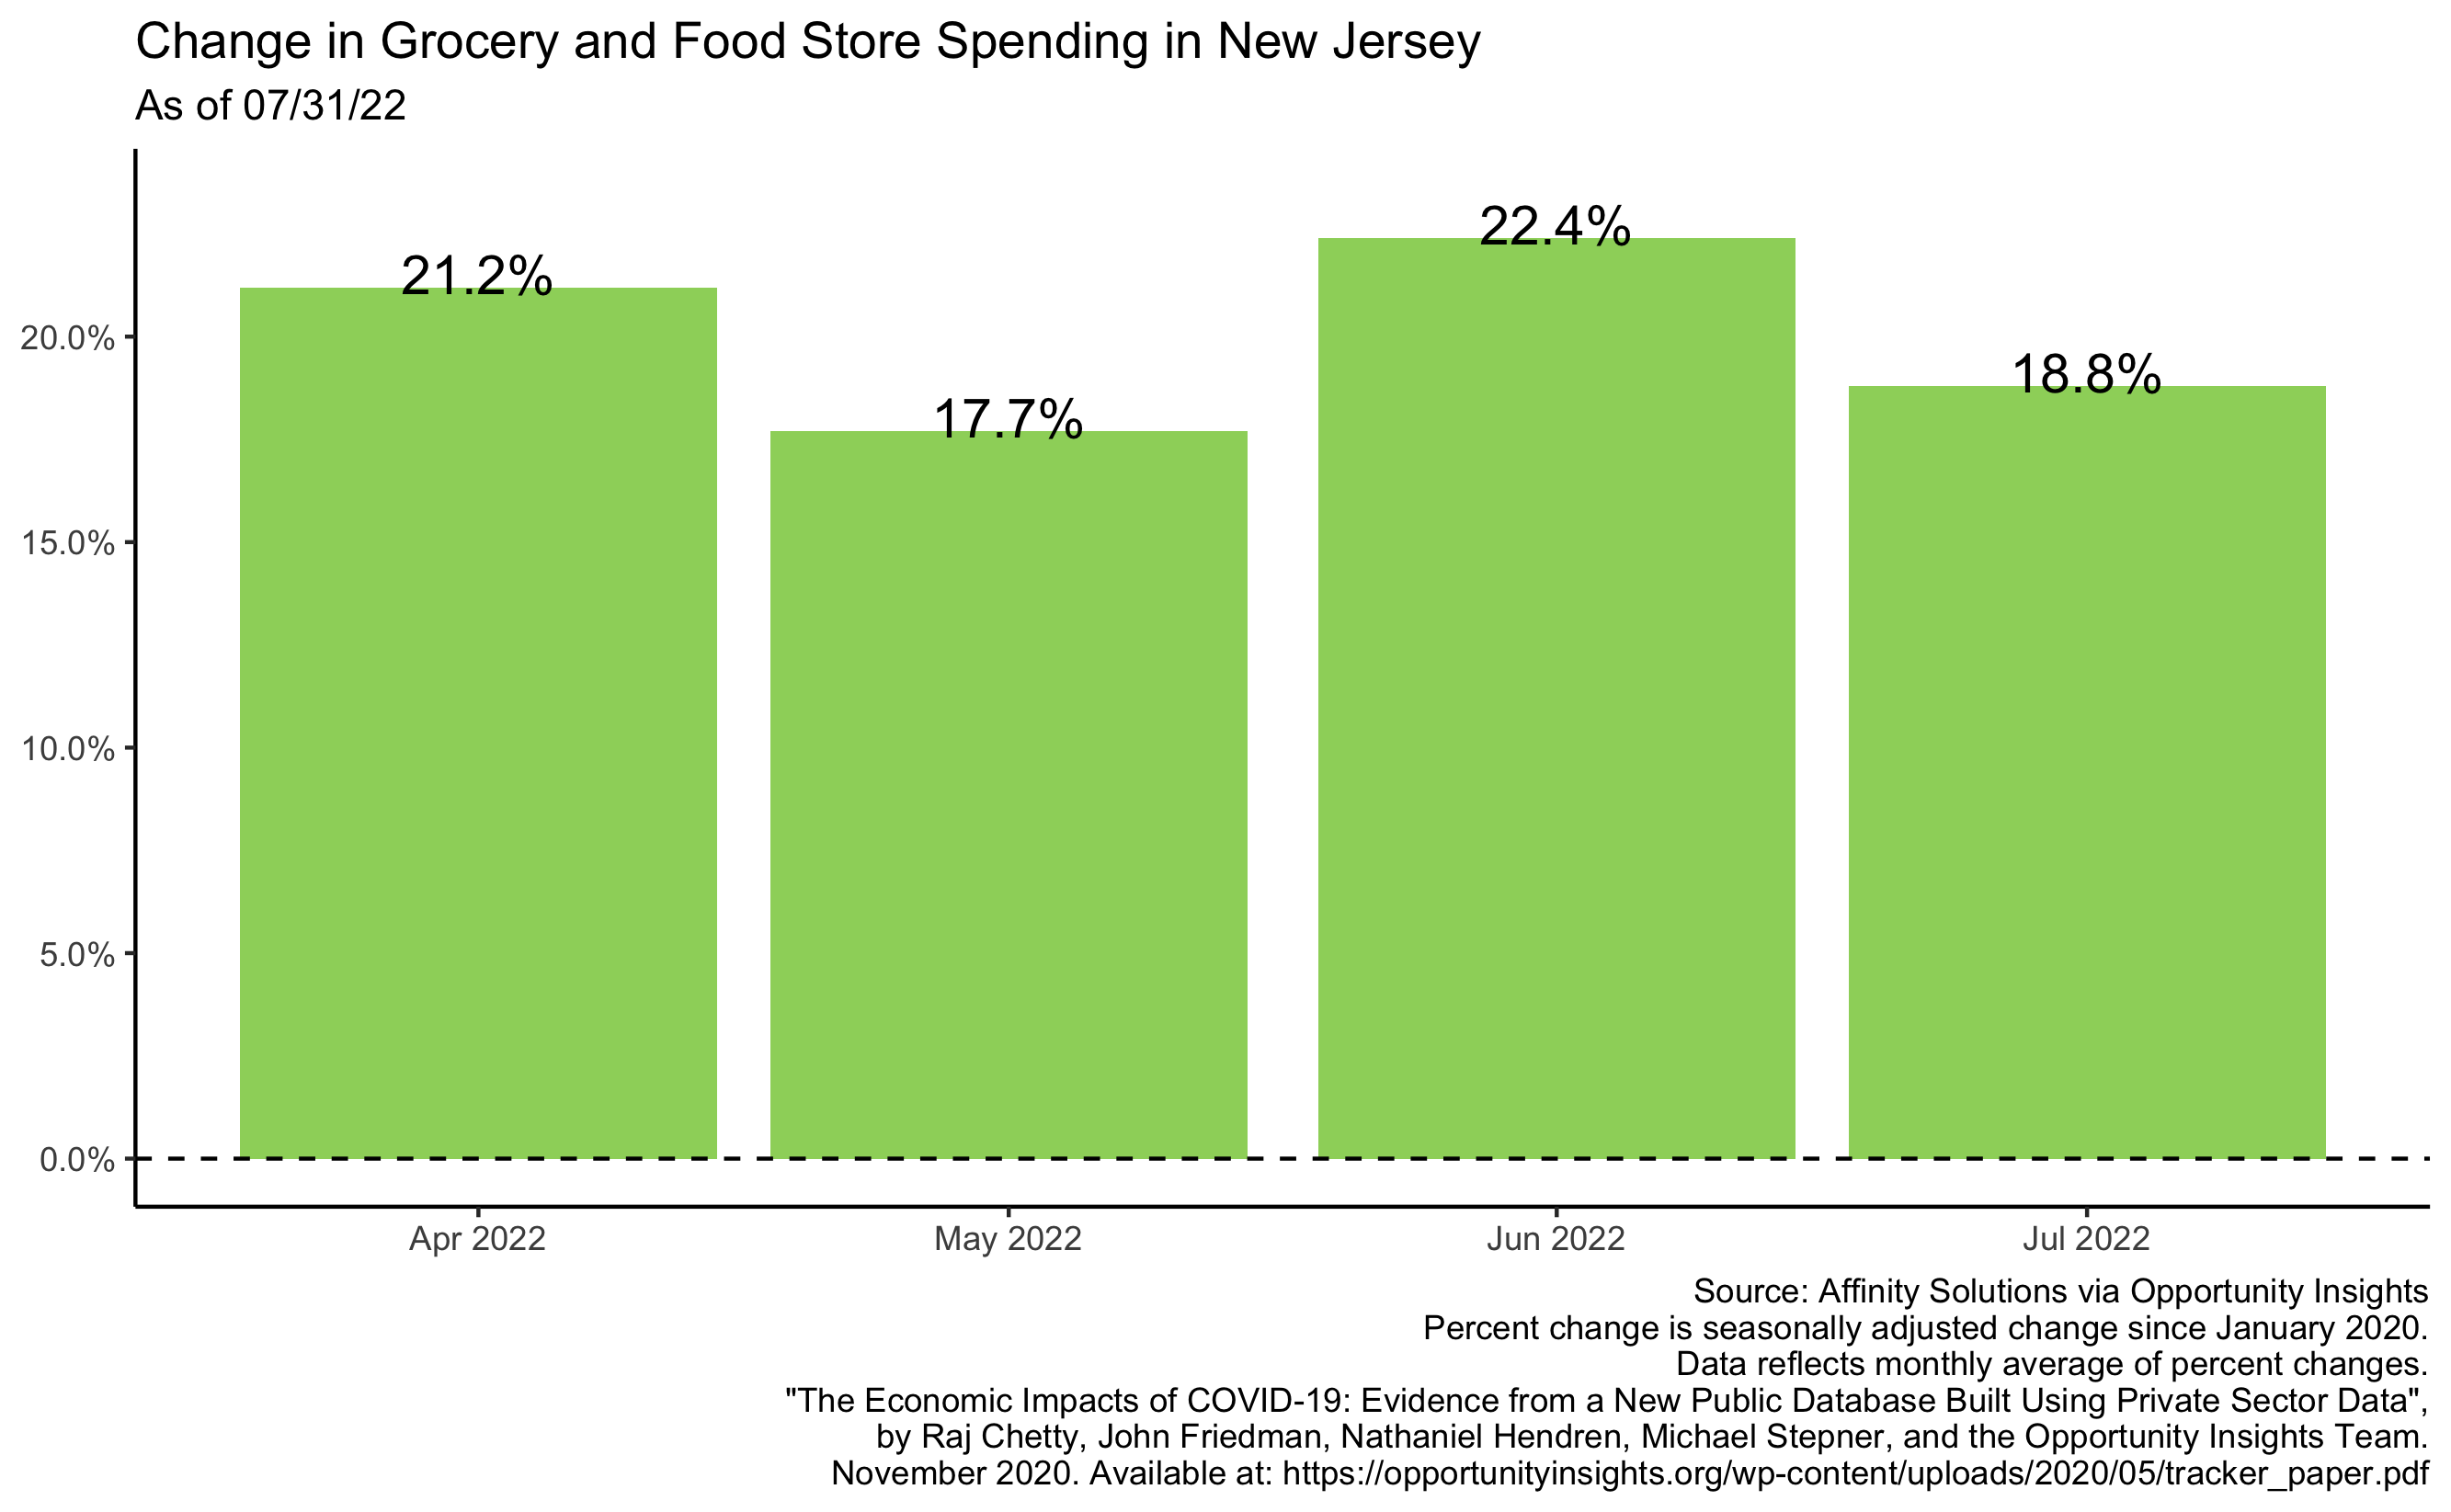 Change in Grocery and Food Store Spending in New Jersey
As of 07/31/22
22.4%
21.2%
18.8%
17.7%
20.0%
15.0%
10.0%
5.0%
0.0%
Apr 2022 May 2022 Jun 2022 Jul 2022
Source: Affinity Solutions via Opportunity Insights
Percent change is seasonally adjusted change since January 2020.
Data reflects monthly average of percent changes.
"The Economic Impacts of COVID-19: Evidence from a New Public Database Built Using Private Sector Data",
by Raj Chetty, John Friedman, Nathaniel Hendren, Michael Stepner, and the Opportunity Insights Team.
November 2020. Available at: https://opportunityinsights.org/wp-content/uploads/2020/05/tracker_paper.pdf